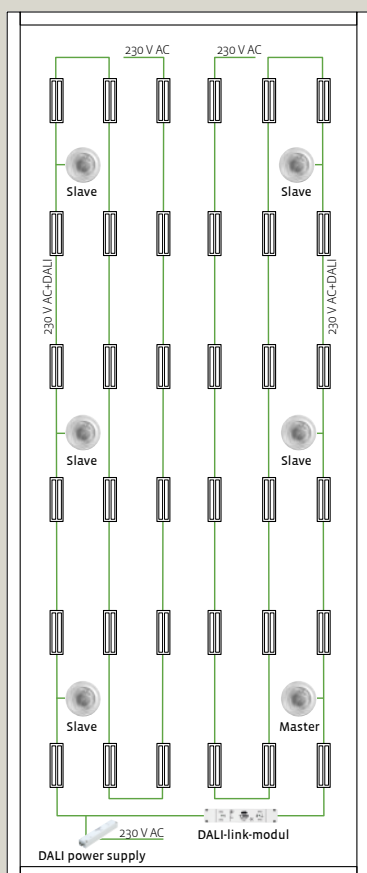 230 V AC
230 V AC
Slave
Slave
230 V AC+DALI
230 V AC+DALI
Slave
Slave
Slave
Master
230 V AC
DALI-link-modul
DALI power supply